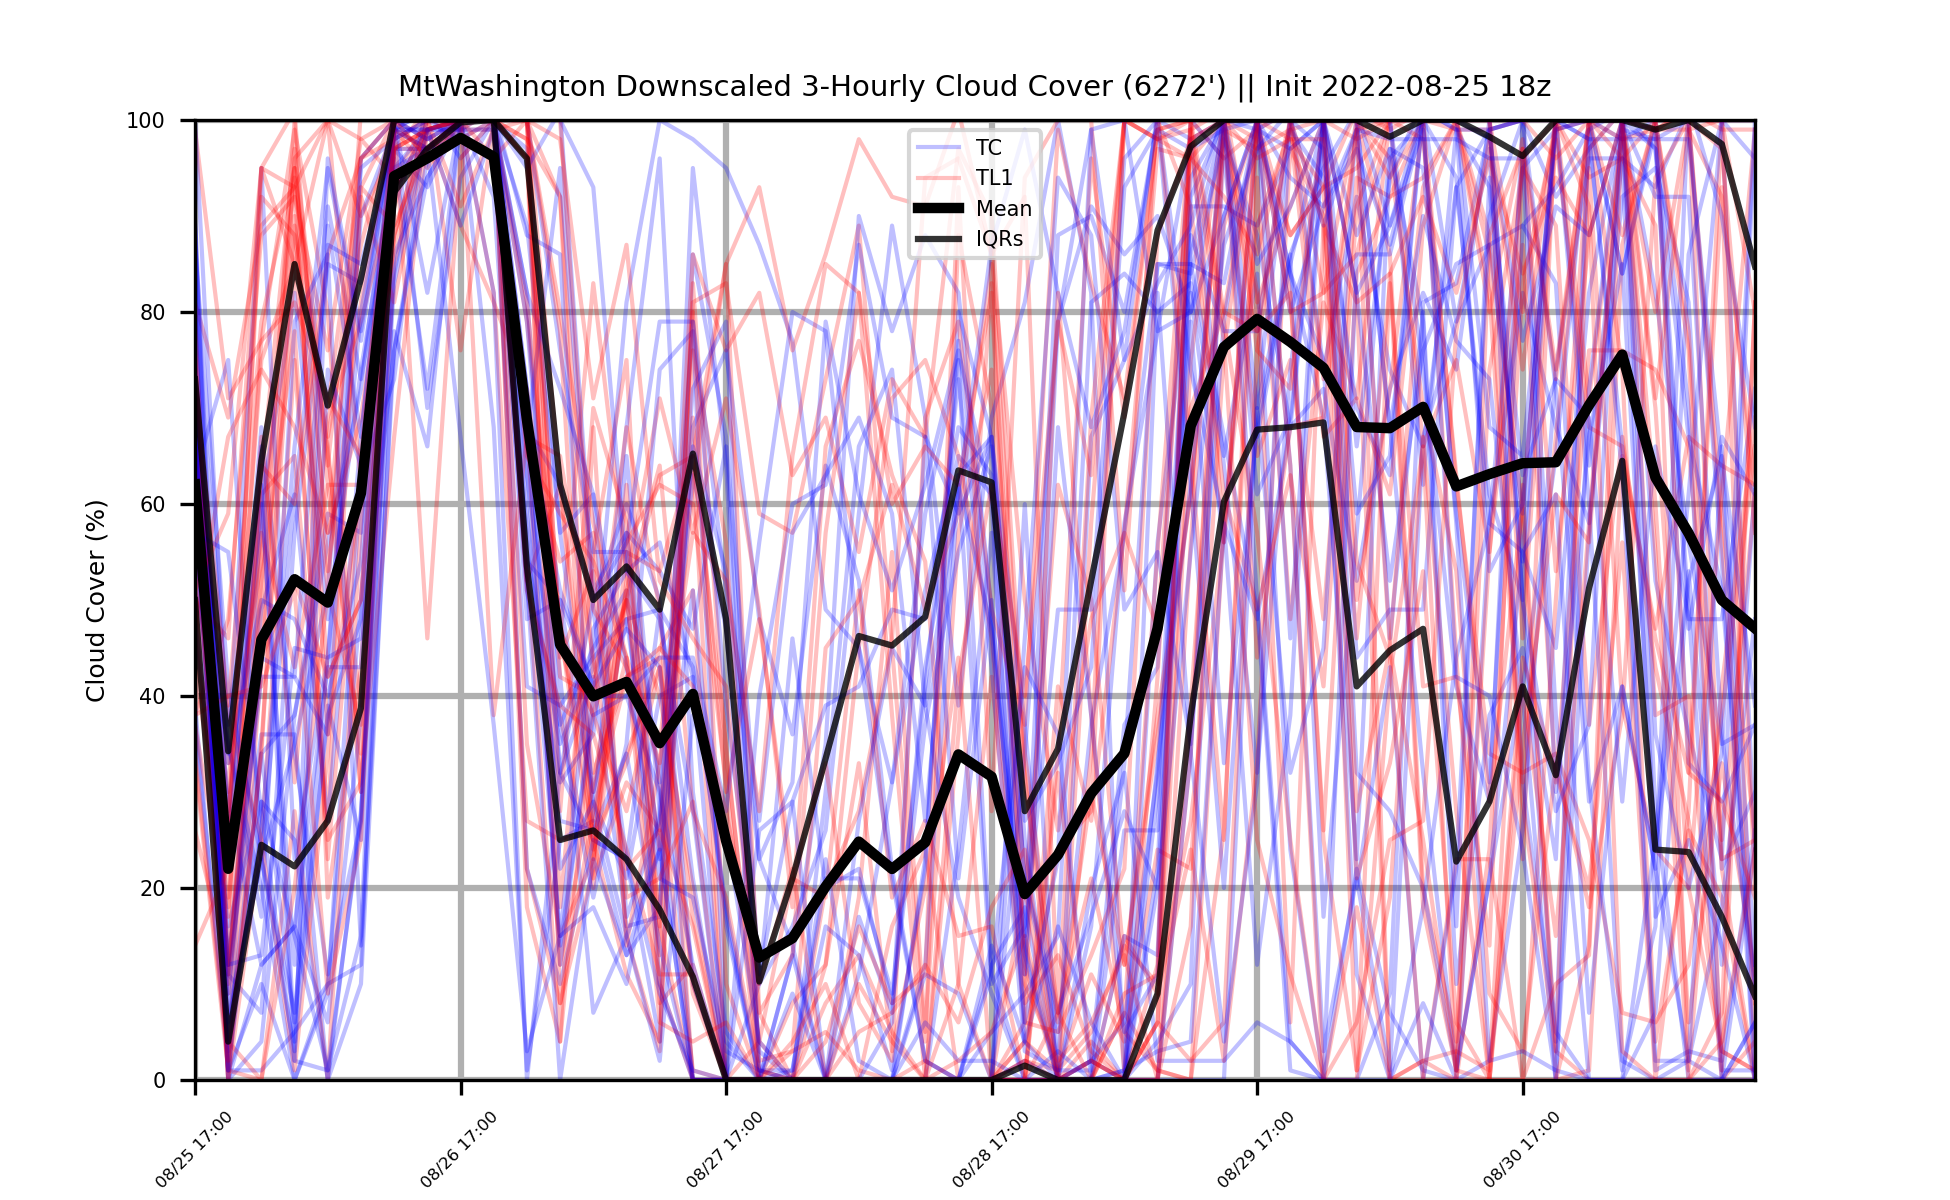 MtWashington Downscaled 3-Hourly Cloud Cover (6272') || Init 2022-08-25 18z
Cloud Cover (%)
100
80
60
40
20
0
TC
TL1
Mean
IQRs
08/25 17:00
08/26 17:00
08/27 17:00
08/28 17:00
08/29 17:00
08/30 17:00